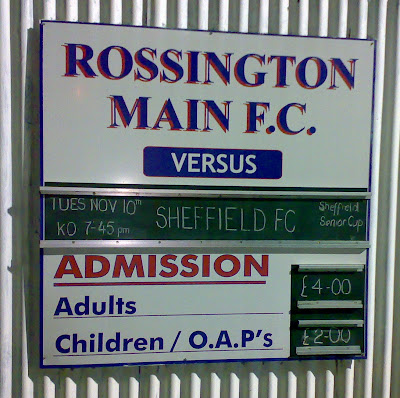 ROSSINGTON
MAIN F.C.
VERSUS
TUES NOV 10th SHEFFIELD FC Sheffield
KO 7-45 pm Senior Cup
ADMISSION
Adults £4-00
Children / O.A.P's £2-00